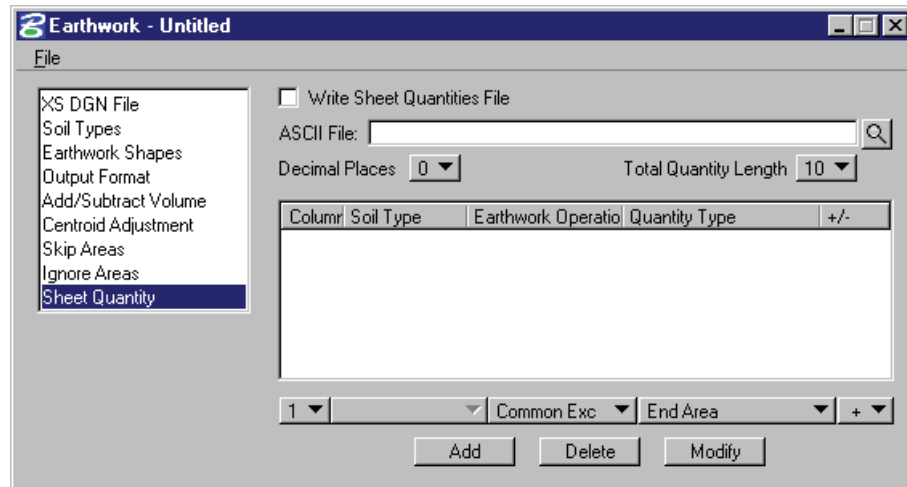 Earthwork - Untitled
File
XS DGN File
Soil Types
Earthwork Shapes
Output Format
Add/Subtract Volume
Centroid Adjustment
Skip Areas
Ignore Areas
Sheet Quantity
Write Sheet Quantities File
ASCII File:
Decimal Places 0 Total Quantity Length 10
Columr Soil Type Earthwork Operatio Quantity Type +/-
1 Common Exc End Area +
Add Delete Modify